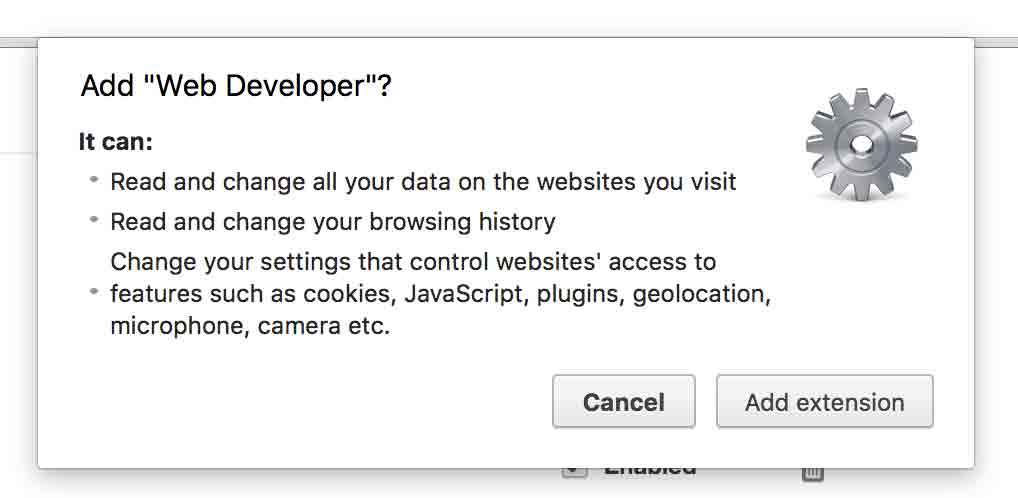 Add "Web Developer"?
It can:
Read and change all your data on the websites you visit
Read and change your browsing history
Change your settings that control websites' access to
features such as cookies, JavaScript, plugins, geolocation,
microphone, camera etc.
Cancel
Add extension
Enabled